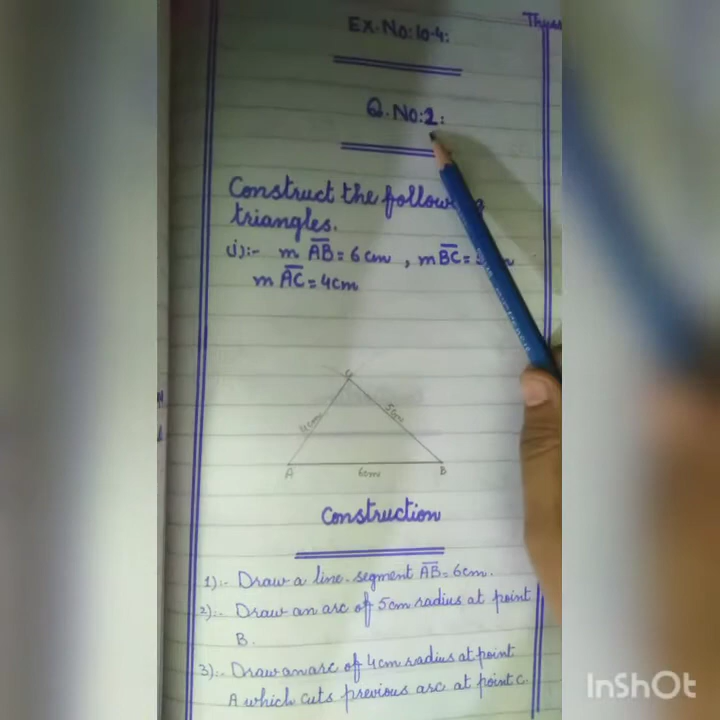 Ex. No: 10.4:
Q. No: 2:
Construct the
triangles.
i):- m AB = 6cm , m BC =
m AC = 4cm
C
4cm
5cm
A
6cm
B
Construction
1):- Draw a line-segment AB = 6cm.
2):- Draw an arc of 5cm radius at point
B.
3):- Draw an arc of 4cm radius at point
A which cuts previous arc at point C.
InShOt